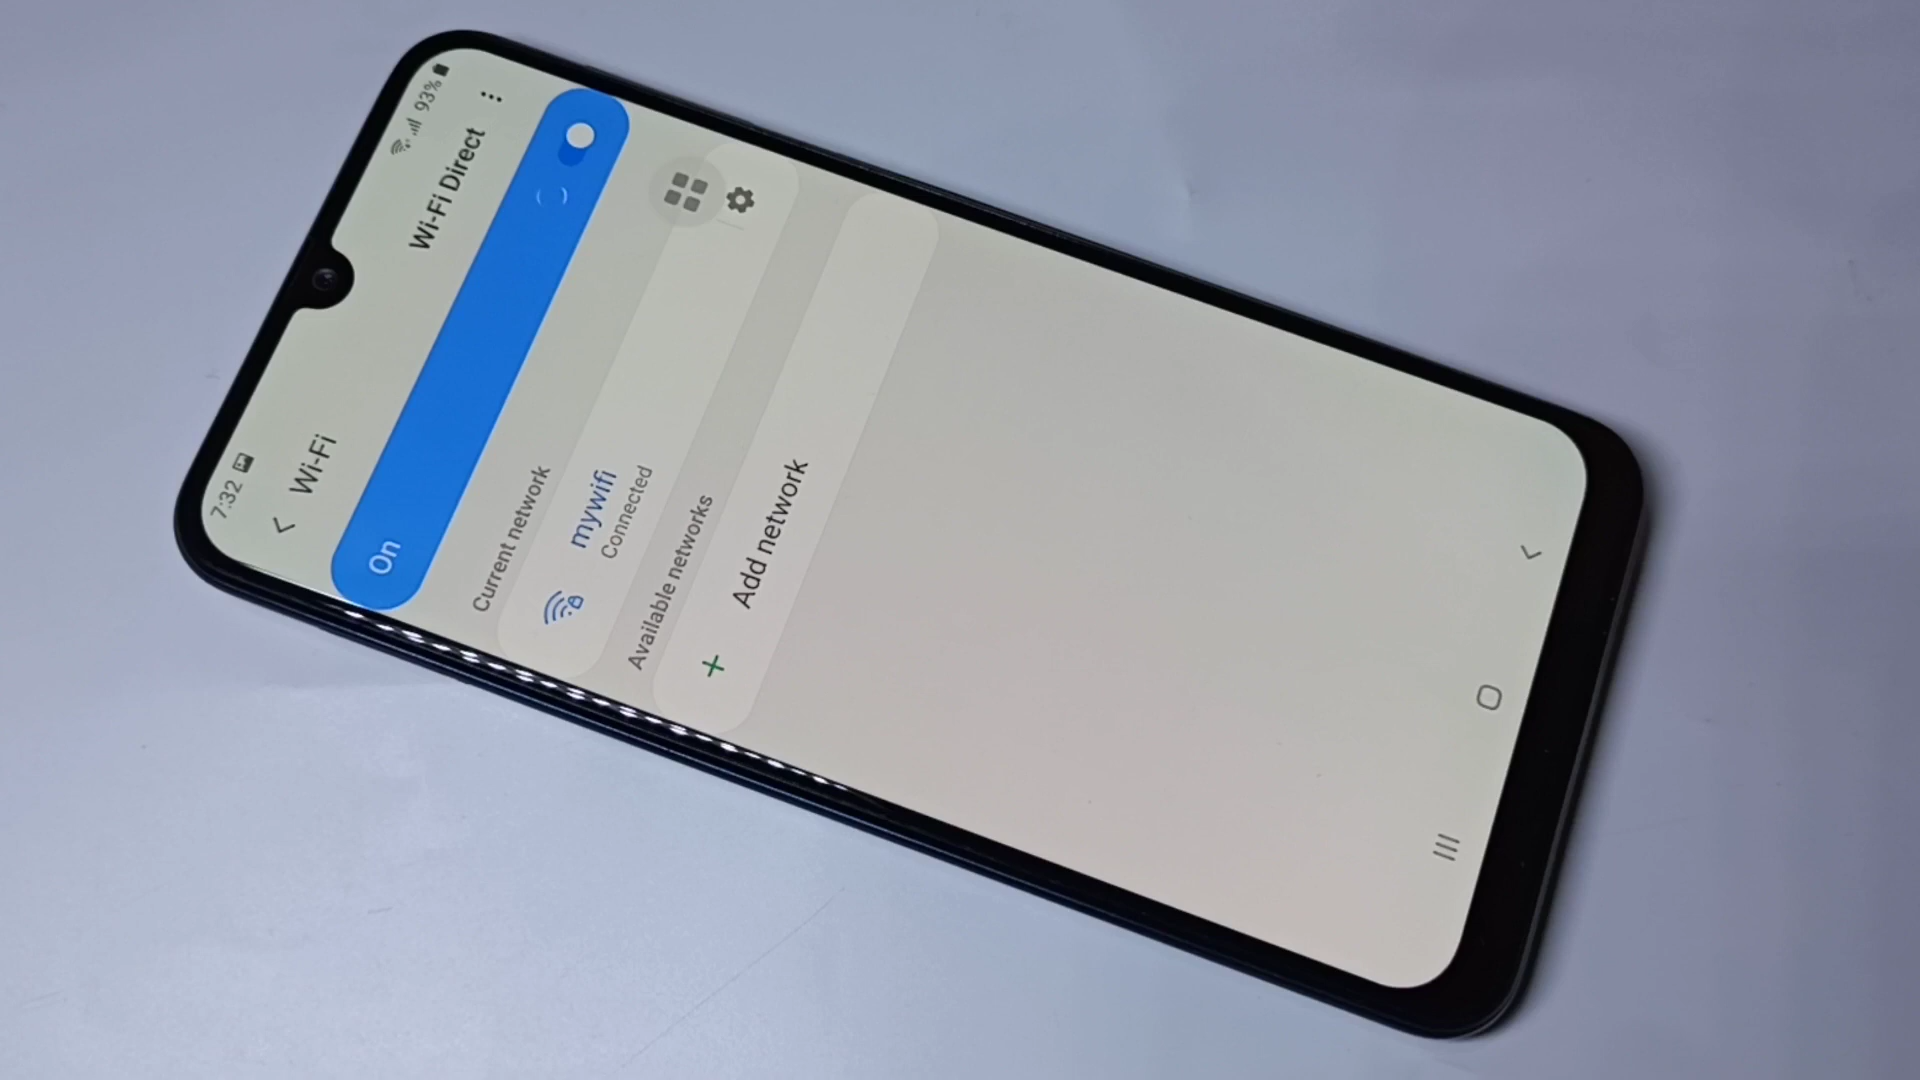 7:32
93%
Wi-Fi
Wi-Fi Direct
On
Current network
mywifi
Connected
Available networks
Add network